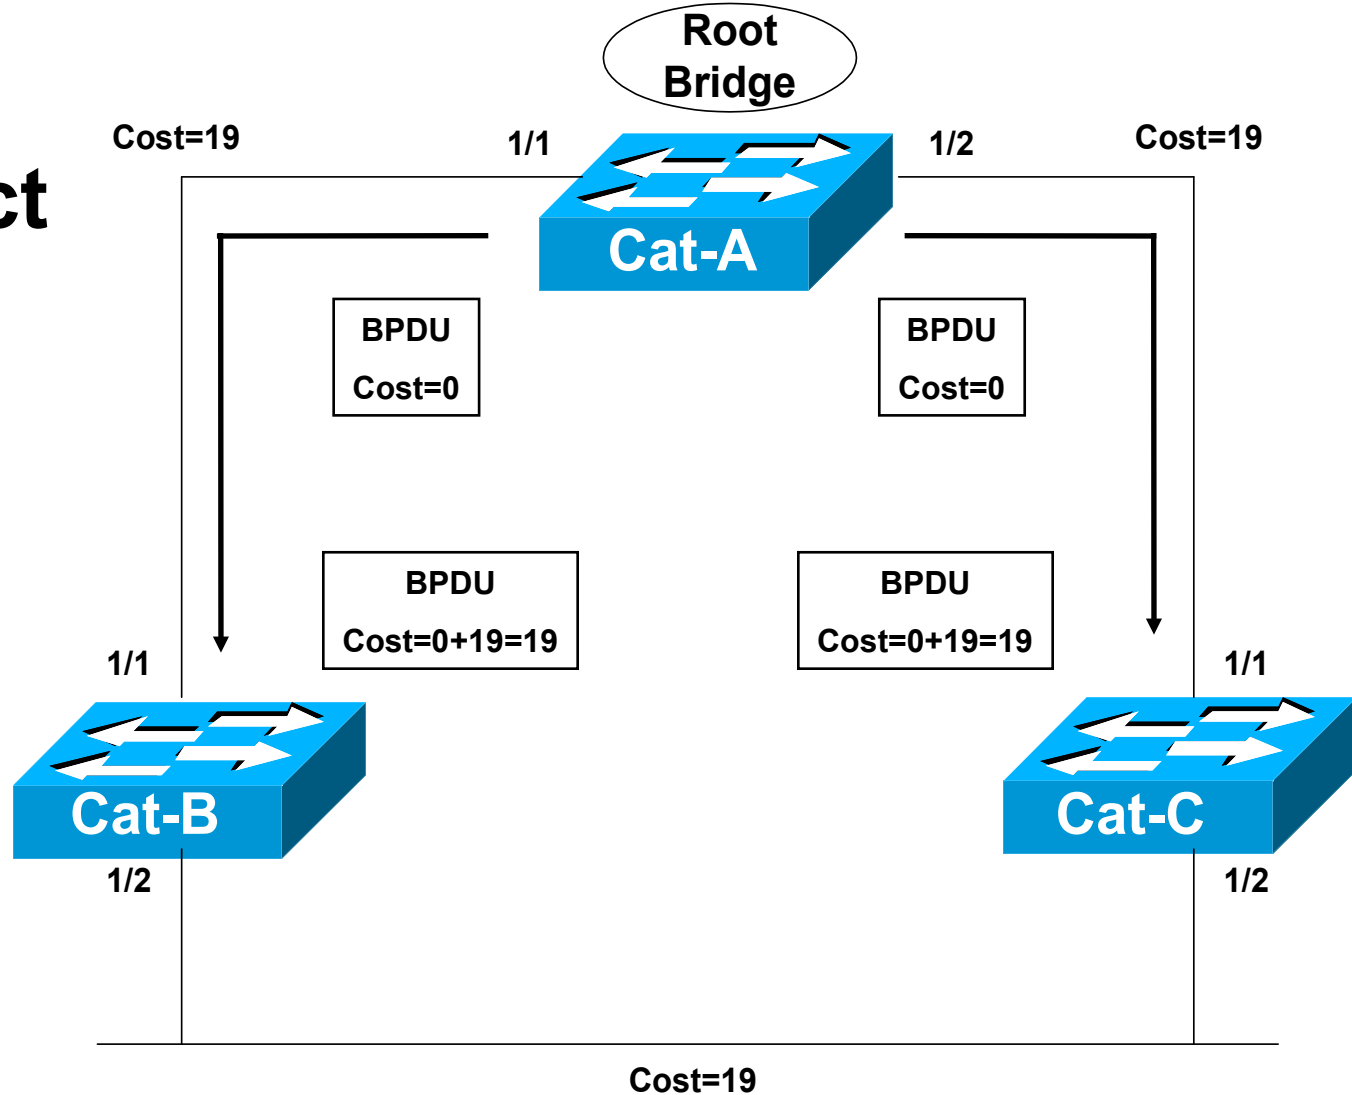 Root
Bridge
Cost=19
1/1
1/2
Cost=19
ct
Cat-A
BPDU
Cost=0
BPDU
Cost=0
BPDU
Cost=0+19=19
BPDU
Cost=0+19=19
1/1
1/1
Cat-B
Cat-C
1/2
1/2
Cost=19